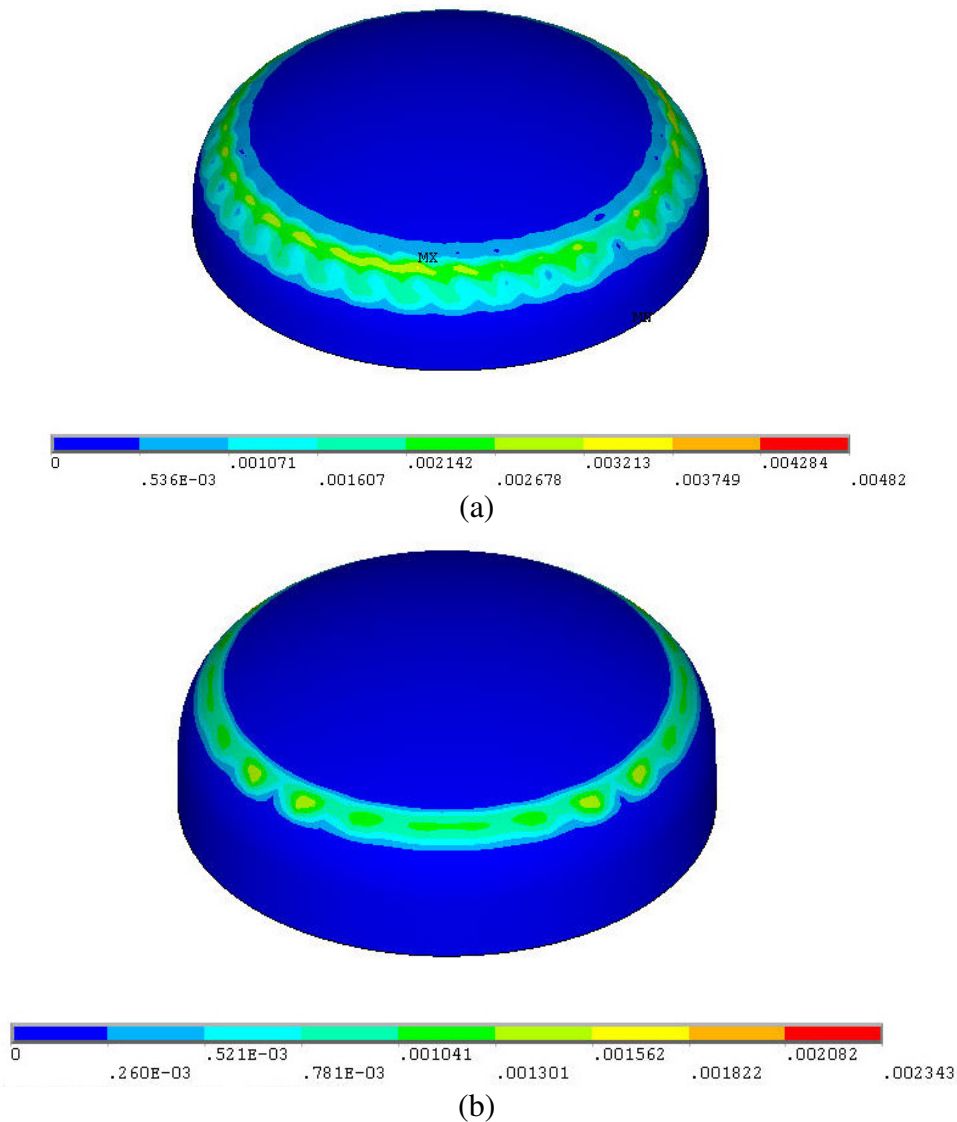 MX
MN
0 .001071 .002142 .003213 .004284
.536E-03 .001607 .002678 .003749 .00482
(a)
0 .521E-03 .001041 .001562 .002082
.260E-03 .781E-03 .001301 .001822 .002343
(b)